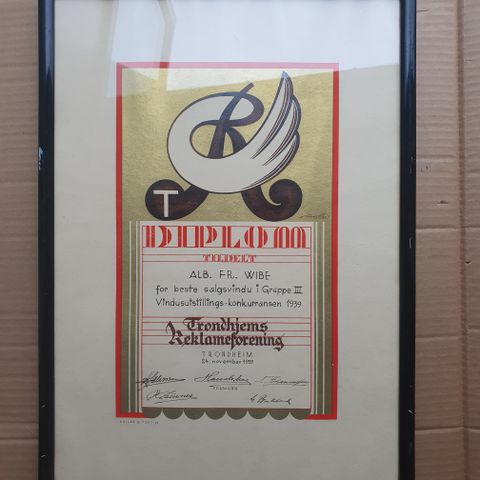 R
T
DIPLOM
TILDELT
ALB. FR. WIBE
for beste salgsvindu i Gruppe III
Vindusutstillings-konkurransen 1939
Trondhjems
Reklameforening
TRONDHEIM
24. november 1939